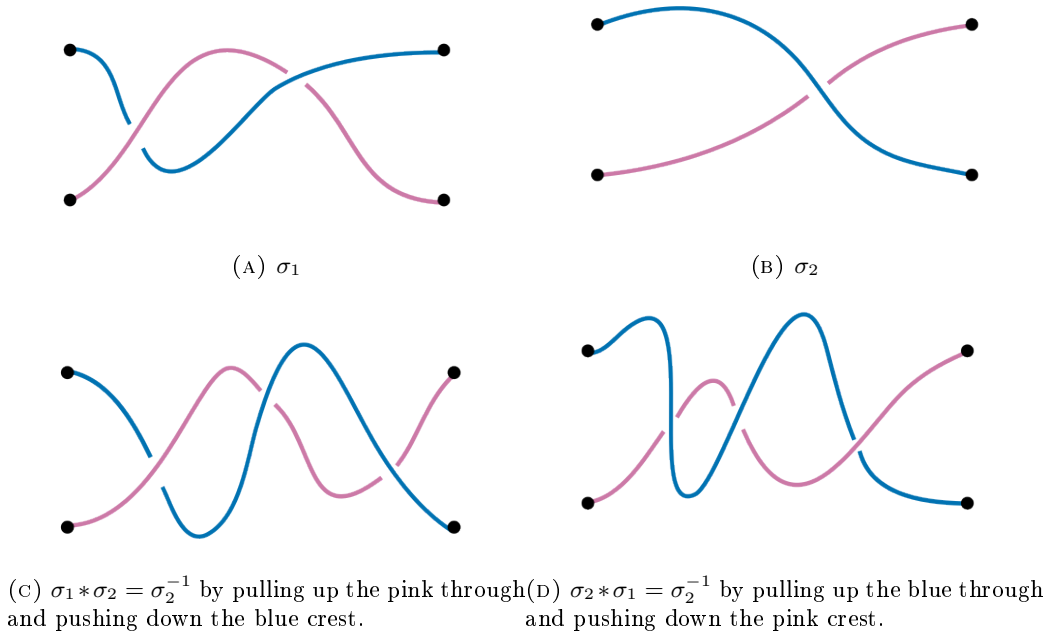 (A) σ₁
(B) σ₂
(C) σ₁ * σ₂ = σ₂⁻¹ by pulling up the pink through
and pushing down the blue crest.
(D) σ₂ * σ₁ = σ₂⁻¹ by pulling up the blue through
and pushing down the pink crest.